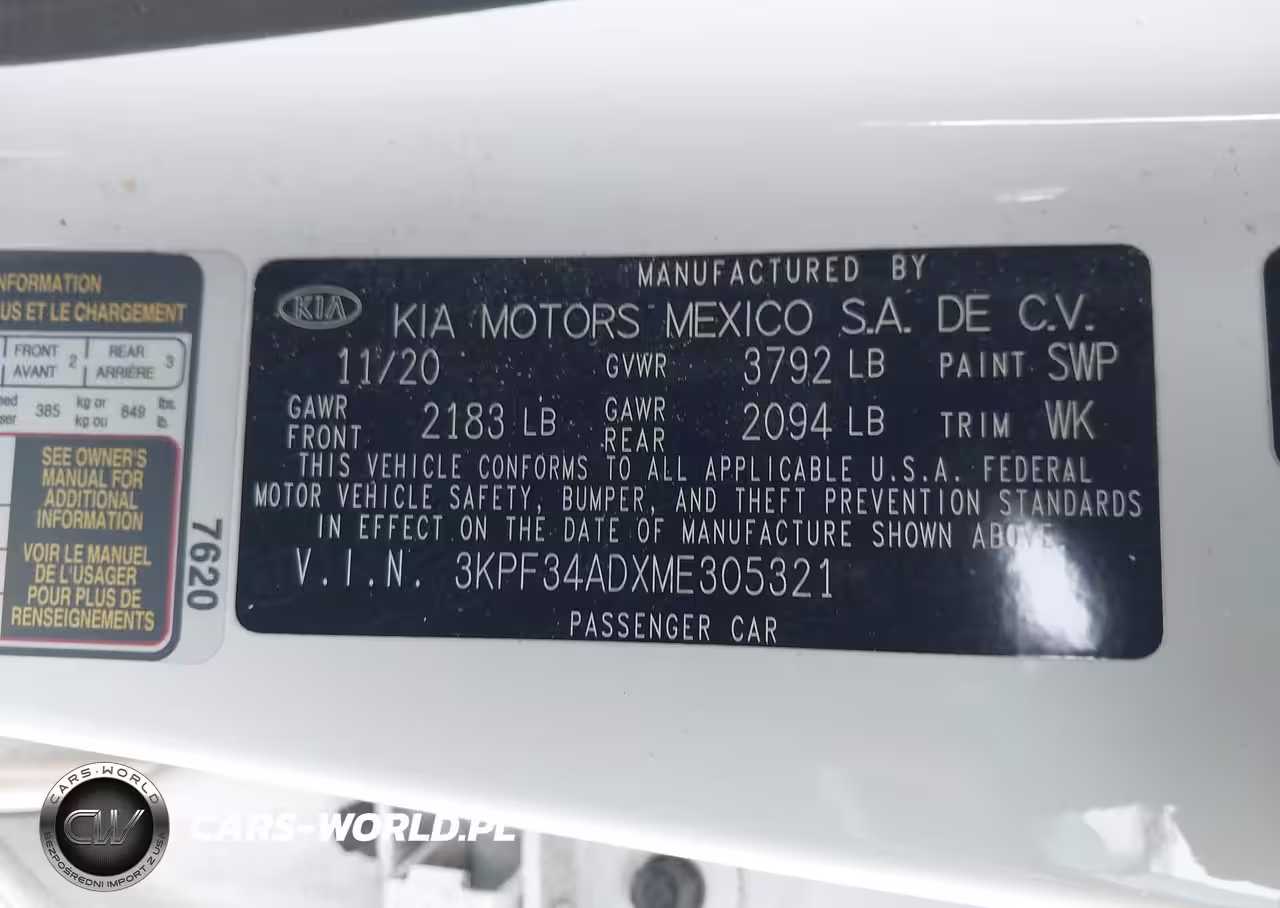 NFORMATION
US ET LE CHARGEMENT
FRONT 2 REAR 3
AVANT ARRIÈRE
385 kg or 849 lbs.
kg ou lb.
SEE OWNER'S
MANUAL FOR
ADDITIONAL
INFORMATION
VOIR LE MANUEL
DE L'USAGER
POUR PLUS DE
RENSEIGNEMENTS
7620
MANUFACTURED BY
KIA
KIA MOTORS MEXICO S.A. DE C.V.
11/20 GVWR 3792 LB PAINT SWP
GAWR FRONT 2183 LB GAWR REAR 2094 LB TRIM WK
THIS VEHICLE CONFORMS TO ALL APPLICABLE U.S.A. FEDERAL
MOTOR VEHICLE SAFETY, BUMPER, AND THEFT PREVENTION STANDARDS
IN EFFECT ON THE DATE OF MANUFACTURE SHOWN ABOVE.
V.I.N. 3KPF34ADXME305321
PASSENGER CAR
CARS-WORLD
CW
BEZPOŚREDNI IMPORT Z USA
CARS-WORLD.PL